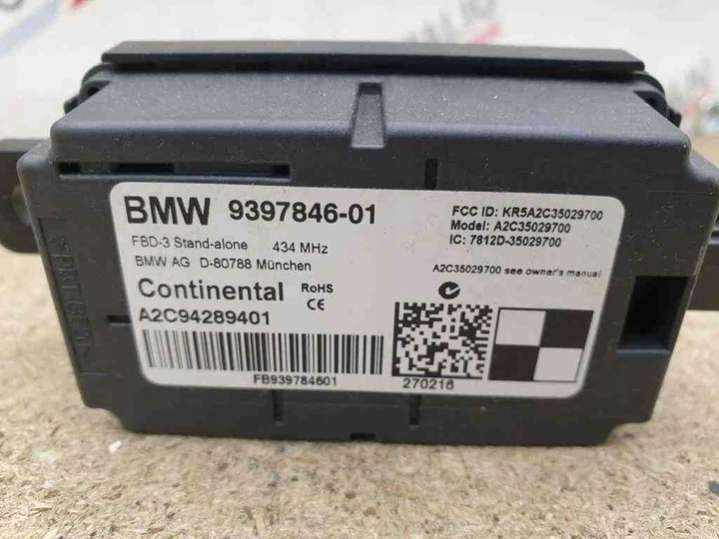 BMW 9397846-01
FCC ID: KR5A2C35029700
Model: A2C35029700
IC: 7812D-35029700
FBD-3 Stand-alone 434 MHz
BMW AG D-80788 München
A2C35029700 see owner's manual
Continental RoHS
CE
A2C94289401
FB939784601
270216